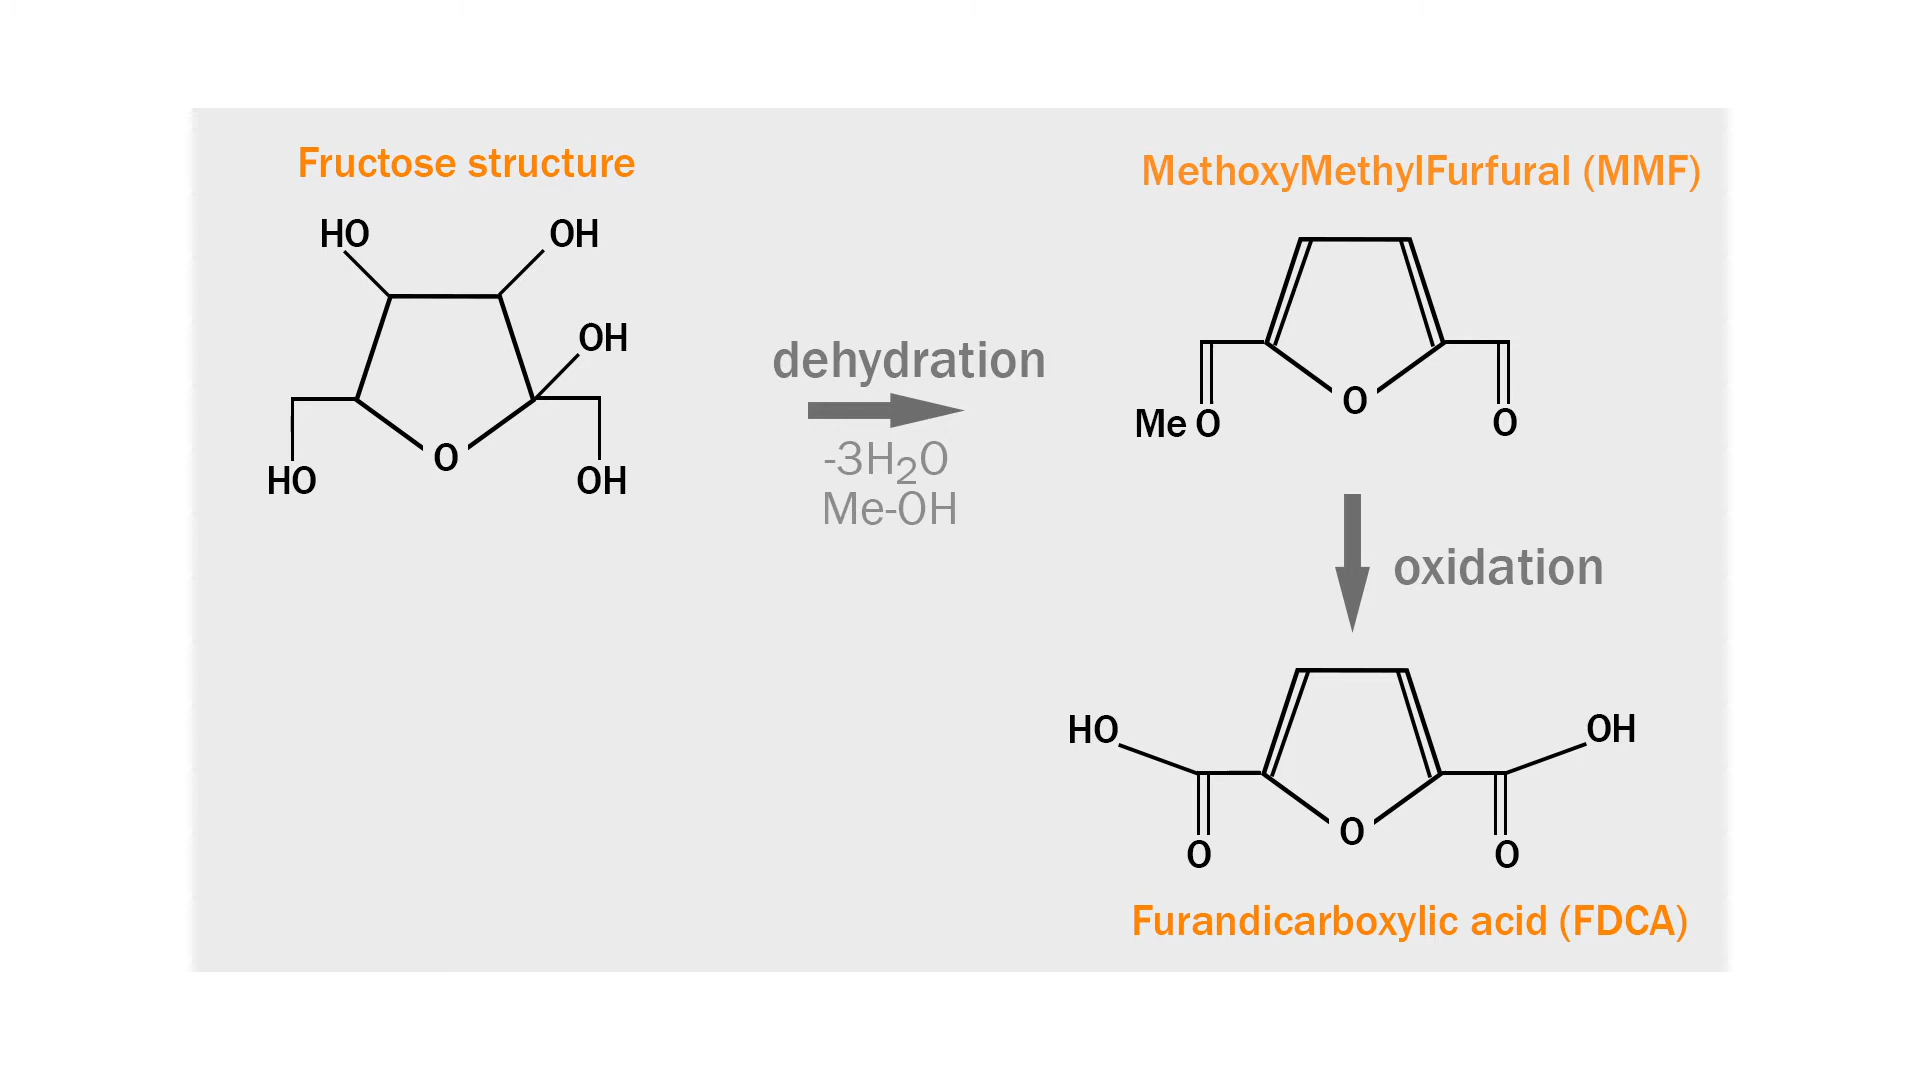 Fructose structure
HO OH
OH
O
HO OH
dehydration
-3H2O
Me-OH
MethoxyMethylFurfural (MMF)
O
Me O O
oxidation
HO OH
O
O O
Furandicarboxylic acid (FDCA)